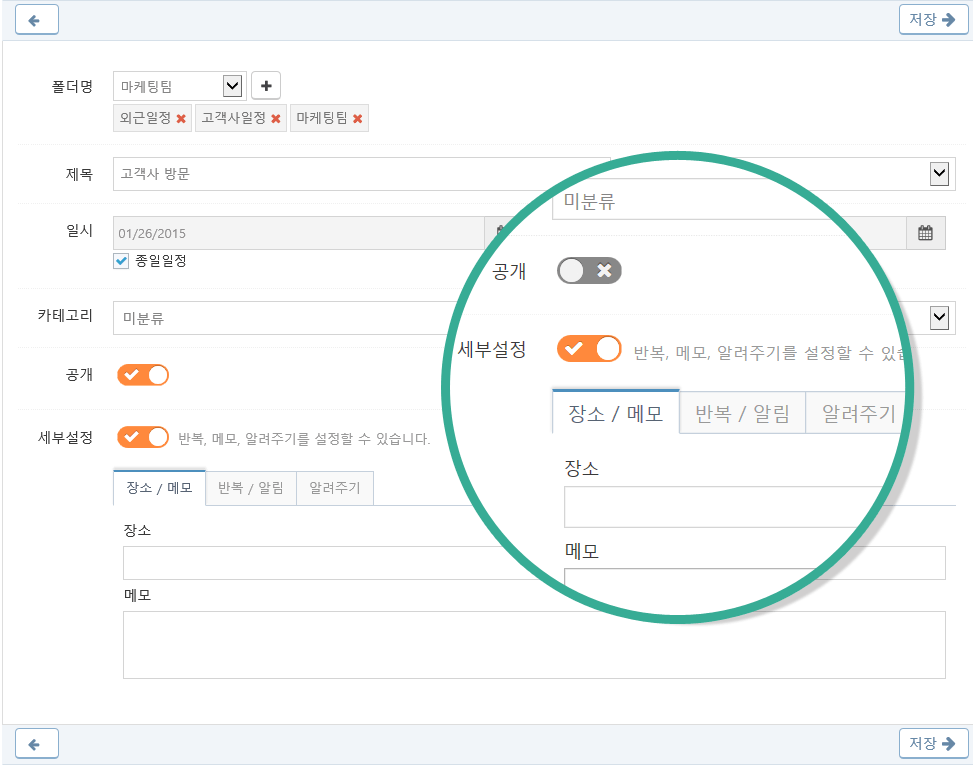 저장
폴더명 마케팅팀
외근일정 고객사일정 마케팅팀
제목 고객사 방문
일시 01/26/2015
종일일정
카테고리 미분류
공개
세부설정 반복, 메모, 알려주기를 설정할 수 있습니다.
장소 / 메모 반복 / 알림 알려주기
장소
메모
미분류
공개
세부설정 반복, 메모, 알려주기를 설정할 수 있
장소 / 메모 반복 / 알림 알려주기
장소
메모
저장